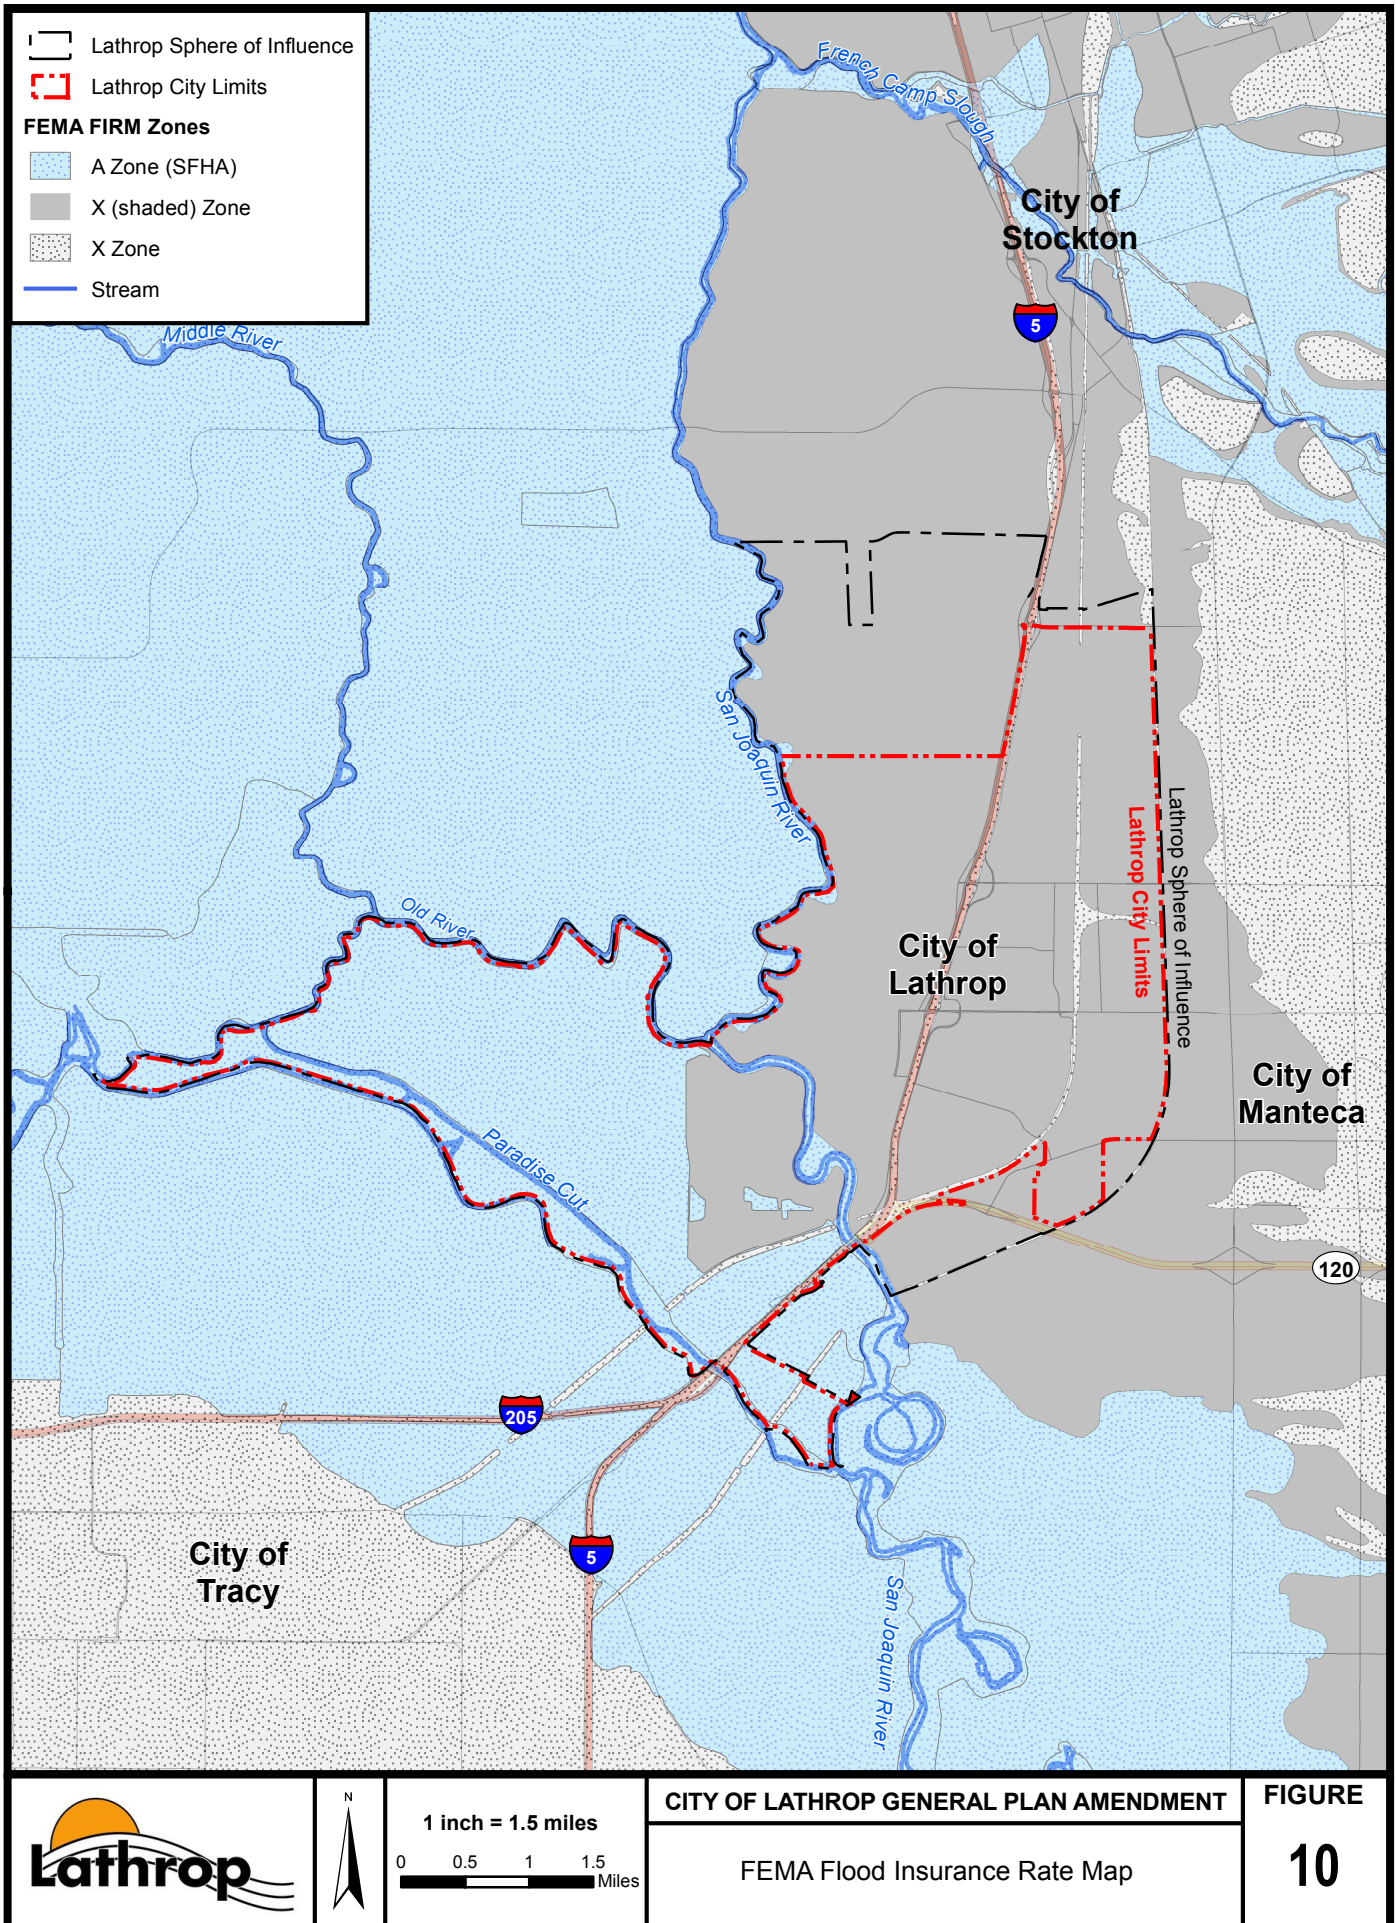 Lathrop Sphere of Influence
Lathrop City Limits
FEMA FIRM Zones
A Zone (SFHA)
X (shaded) Zone
X Zone
Stream
French Camp Slough
City of
Stockton
5
Middle River
San Joaquin River
Lathrop Sphere of Influence
Lathrop City Limits
Old River
City of
Lathrop
City of
Manteca
Paradise Cut
120
205
5
City of
Tracy
San Joaquin River
Lathrop
N
1 inch = 1.5 miles
0 0.5 1 1.5
Miles
CITY OF LATHROP GENERAL PLAN AMENDMENT
FEMA Flood Insurance Rate Map
FIGURE
10